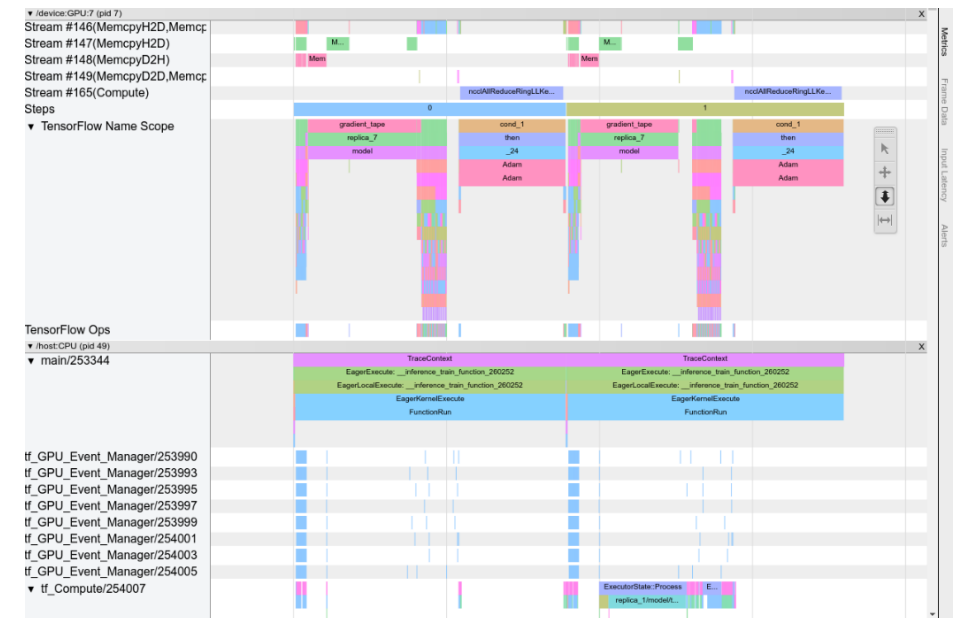 ▼ /device:GPU:7 (pid 7) X
Stream #146(MemcpyH2D,Memcp
Stream #147(MemcpyH2D) M... M...
Stream #148(MemcpyD2H) Mem Mem
Stream #149(MemcpyD2D,Memcp
Stream #165(Compute) ncclAllReduceRingLLKe... ncclAllReduceRingLLKe...
Steps 0 1
▼ TensorFlow Name Scope gradient_tape cond_1 gradient_tape cond_1
replica_7 then replica_7 then
model _24 model _24
Adam Adam
Adam Adam
TensorFlow Ops
▼ /host:CPU (pid 49) X
▼ main/253344 TraceContext TraceContext
EagerExecute: __inference_train_function_260252 EagerExecute: __inference_train_function_260252
EagerLocalExecute: __inference_train_function_260252 EagerLocalExecute: __inference_train_function_260252
EagerKernelExecute EagerKernelExecute
FunctionRun FunctionRun
tf_GPU_Event_Manager/253990
tf_GPU_Event_Manager/253993
tf_GPU_Event_Manager/253995
tf_GPU_Event_Manager/253997
tf_GPU_Event_Manager/253999
tf_GPU_Event_Manager/254001
tf_GPU_Event_Manager/254003
tf_GPU_Event_Manager/254005
▼ tf_Compute/254007 ExecutorState::Process E...
replica_1/model/t...
Metrics
Frame Data
Input Latency
Alerts